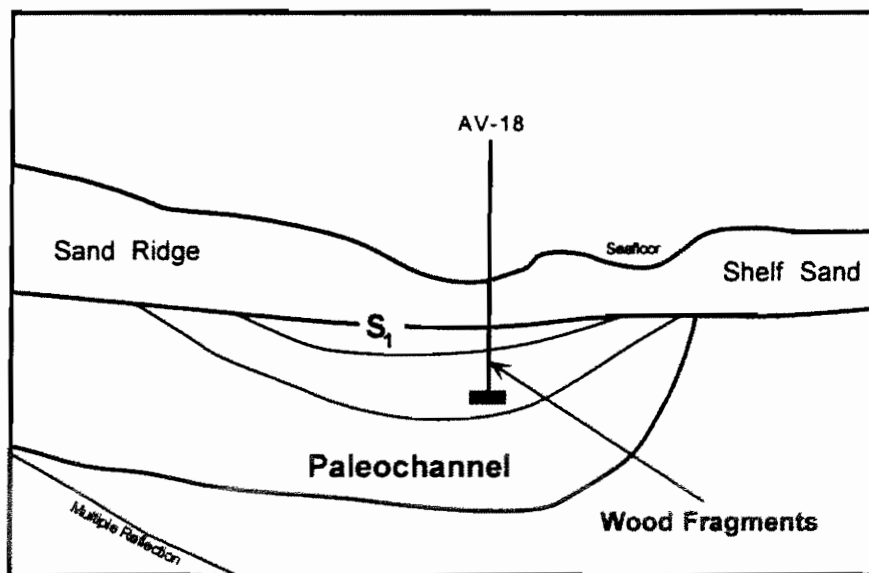 AV-18
Seafloor
Sand Ridge
Shelf Sand
S1
Paleochannel
Multiple Reflection
Wood Fragments